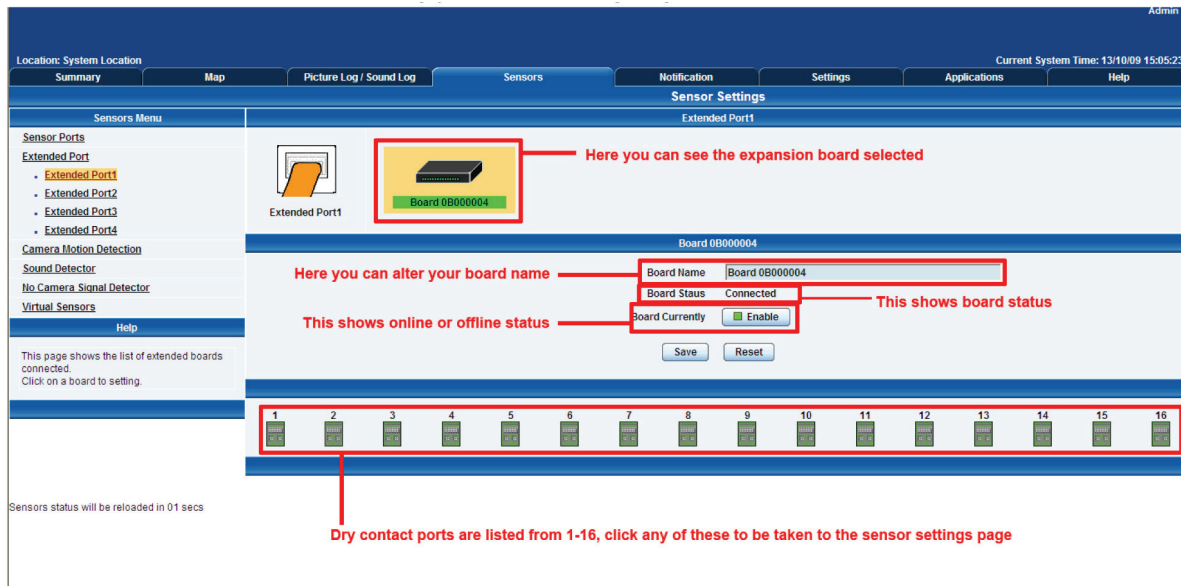 Admin
Location: System Location
Current System Time: 13/10/09 15:05:23
Summary Map Picture Log / Sound Log Sensors Notification Settings Applications Help
Sensor Settings
Sensors Menu
Sensor Ports
Extended Port
Extended Port1
Extended Port2
Extended Port3
Extended Port4
Camera Motion Detection
Sound Detector
No Camera Signal Detector
Virtual Sensors
Help
This page shows the list of extended boards
connected.
Click on a board to setting.
Extended Port1
Extended Port1
Board 0B000004
Here you can see the expansion board selected
Board 0B000004
Here you can alter your board name
Board Name Board 0B000004
Board Staus Connected
This shows board status
This shows online or offline status
Board Currently Enable
Save Reset
1 2 3 4 5 6 7 8 9 10 11 12 13 14 15 16
Sensors status will be reloaded in 01 secs
Dry contact ports are listed from 1-16, click any of these to be taken to the sensor settings page